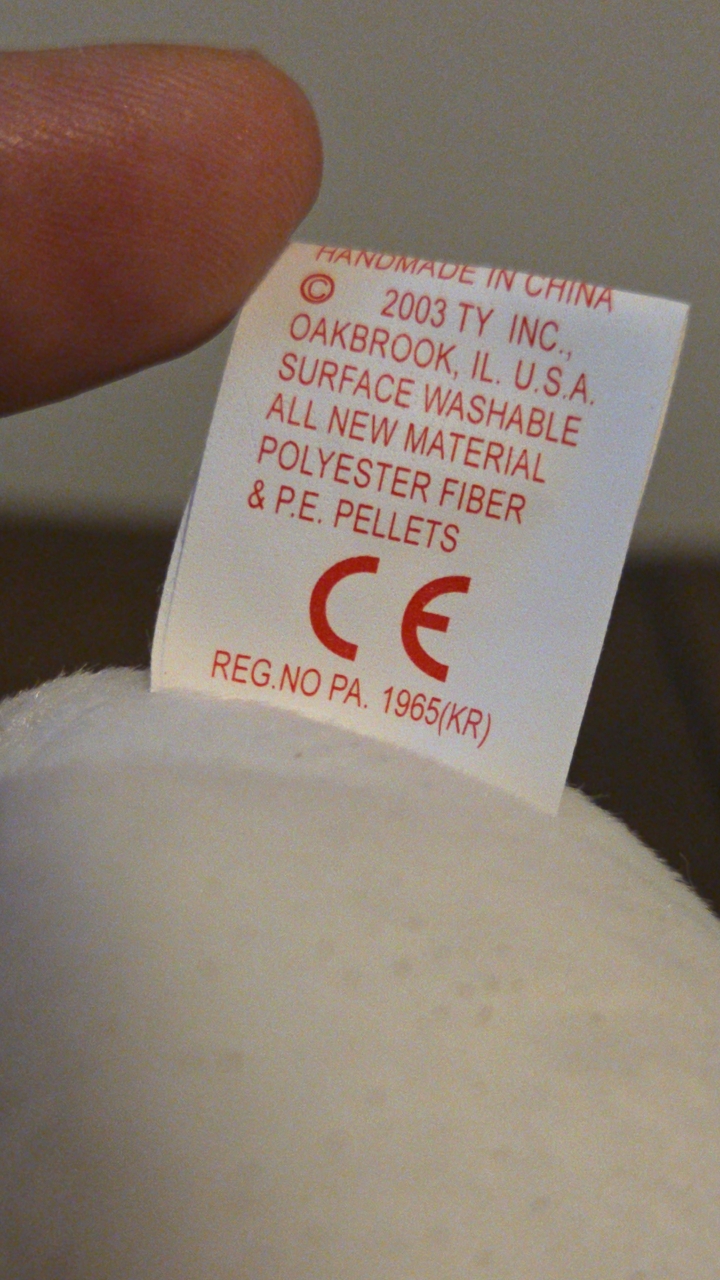 HANDMADE IN CHINA
© 2003 TY INC.,
OAKBROOK, IL. U.S.A.
SURFACE WASHABLE
ALL NEW MATERIAL
POLYESTER FIBER
& P.E. PELLETS
CE
REG.NO PA. 1965(KR)